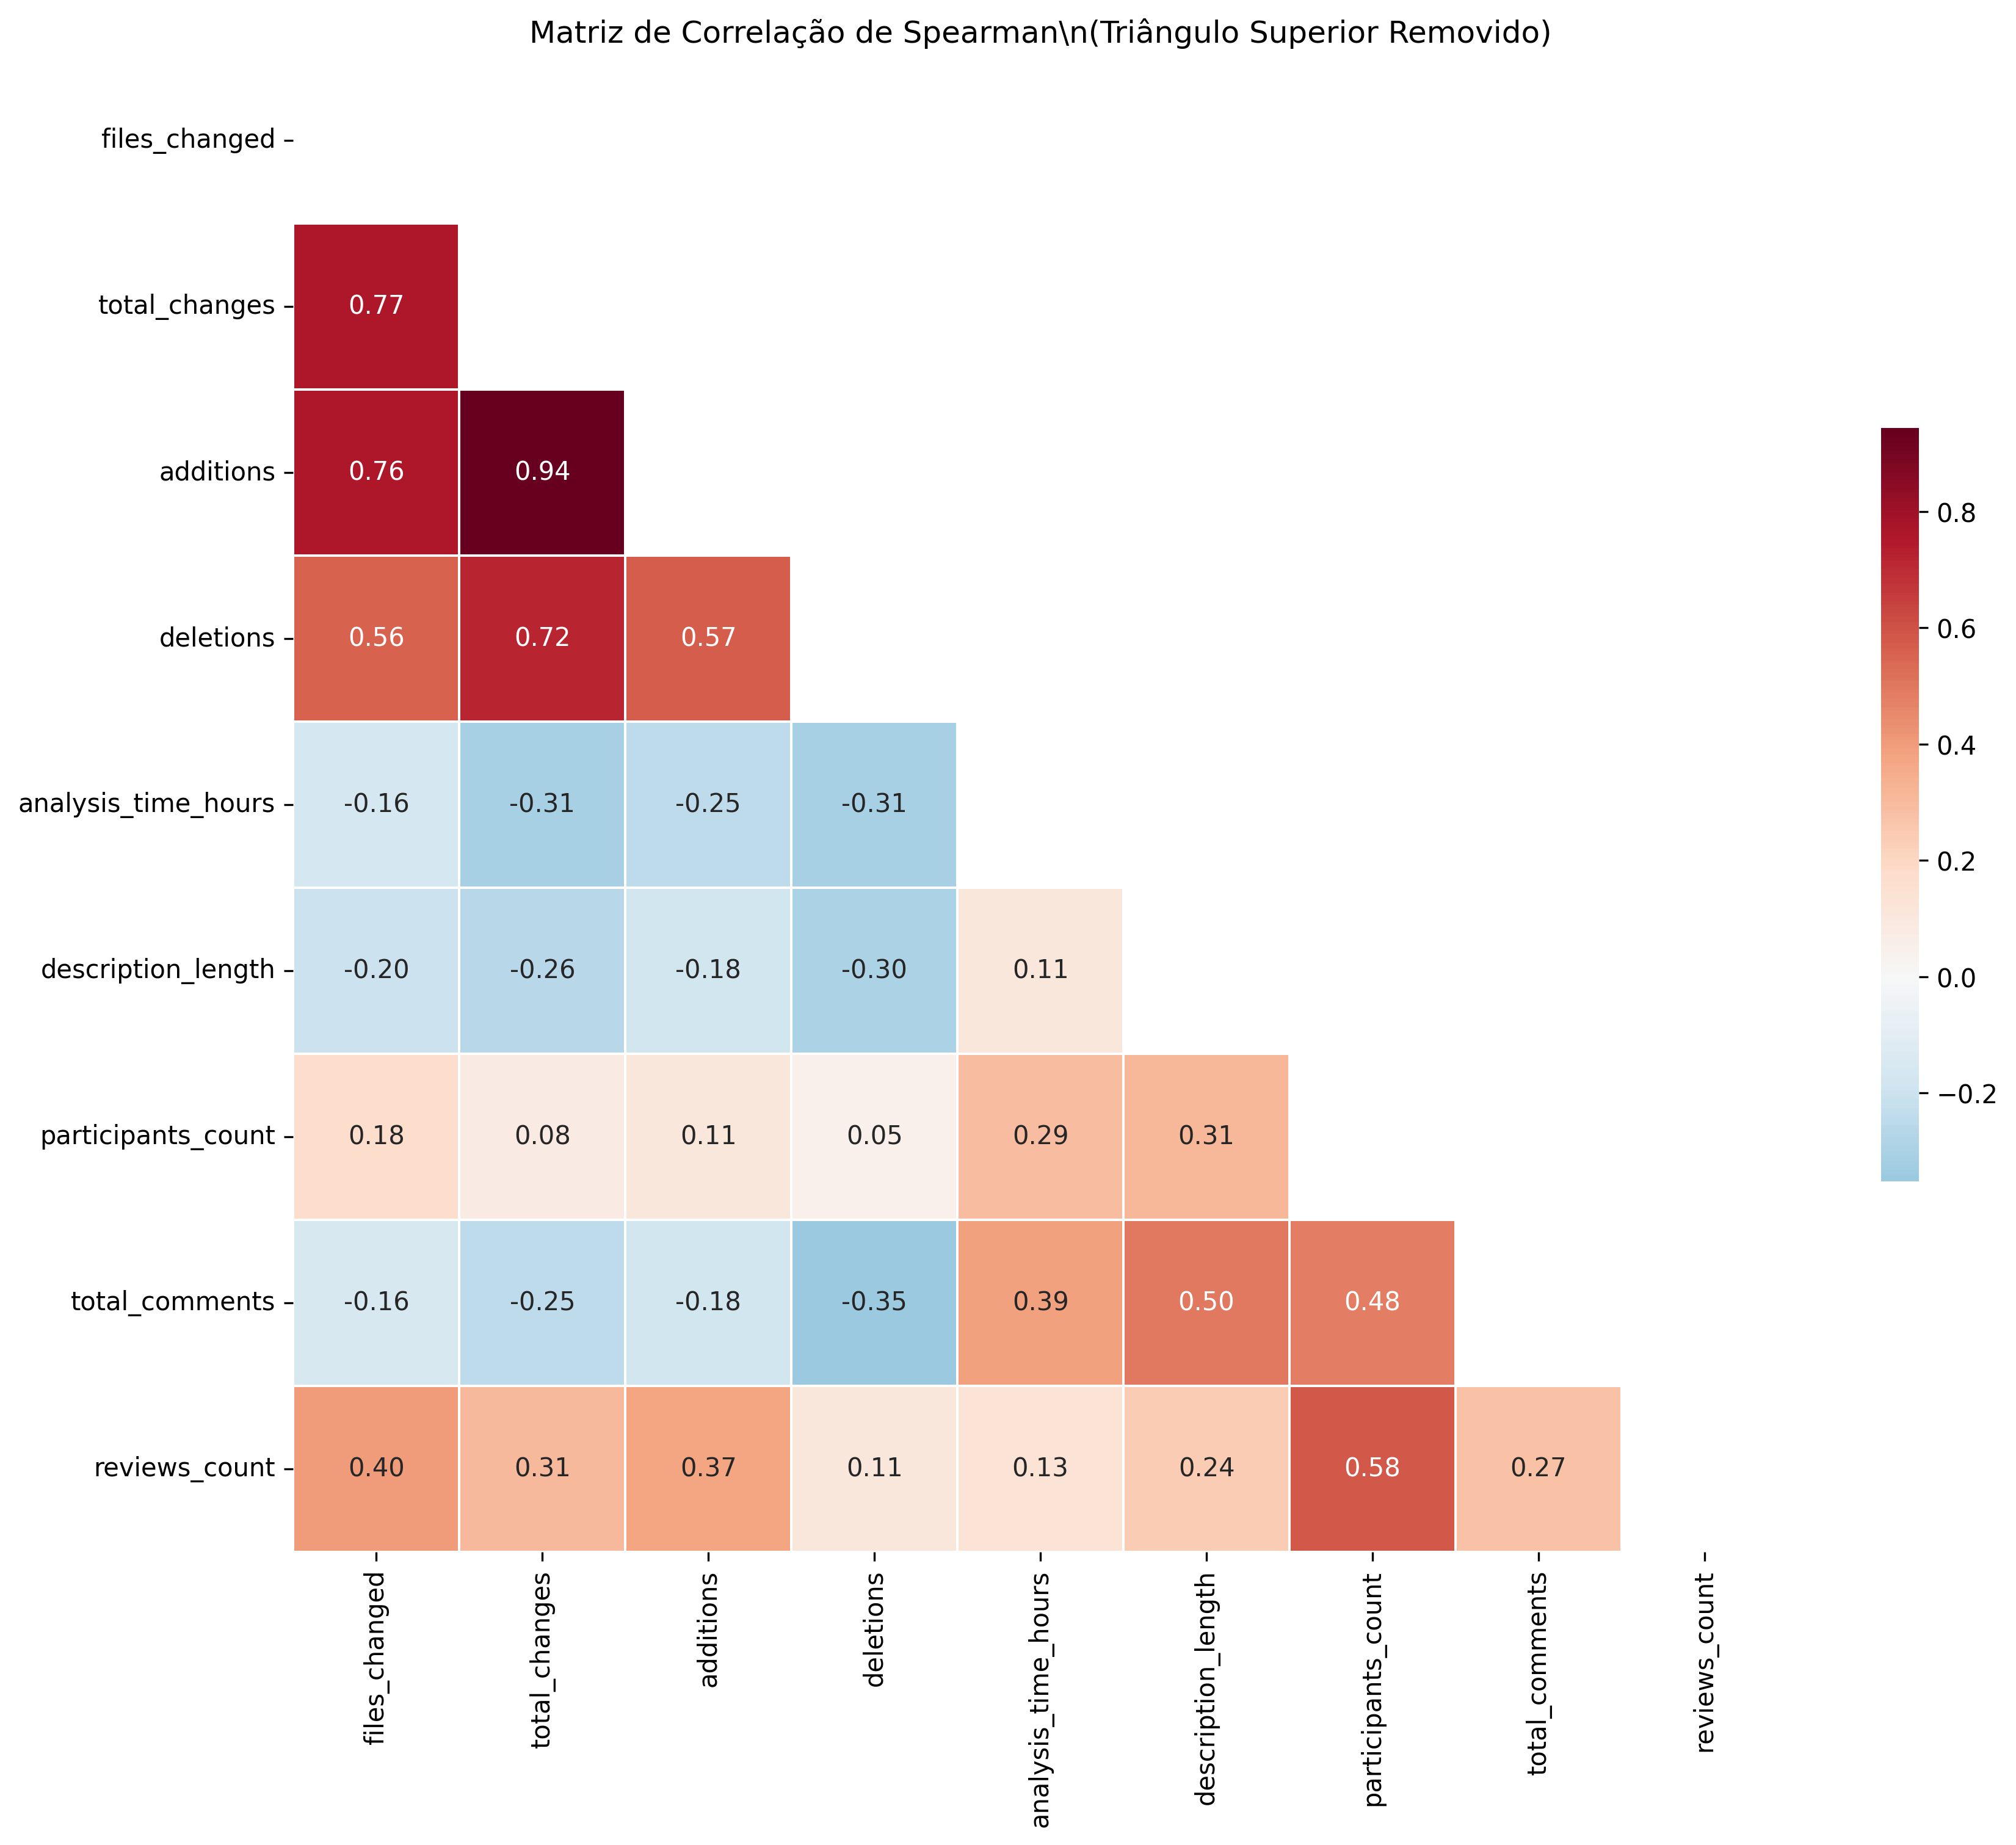 Matriz de Correlação de Spearman\n(Triângulo Superior Removido)
files_changed
total_changes 0.77
additions 0.76 0.94
deletions 0.56 0.72 0.57
analysis_time_hours -0.16 -0.31 -0.25 -0.31
description_length -0.20 -0.26 -0.18 -0.30 0.11
participants_count 0.18 0.08 0.11 0.05 0.29 0.31
total_comments -0.16 -0.25 -0.18 -0.35 0.39 0.50 0.48
reviews_count 0.40 0.31 0.37 0.11 0.13 0.24 0.58 0.27
files_changed
total_changes
additions
deletions
analysis_time_hours
description_length
participants_count
total_comments
reviews_count
0.8
0.6
0.4
0.2
0.0
−0.2